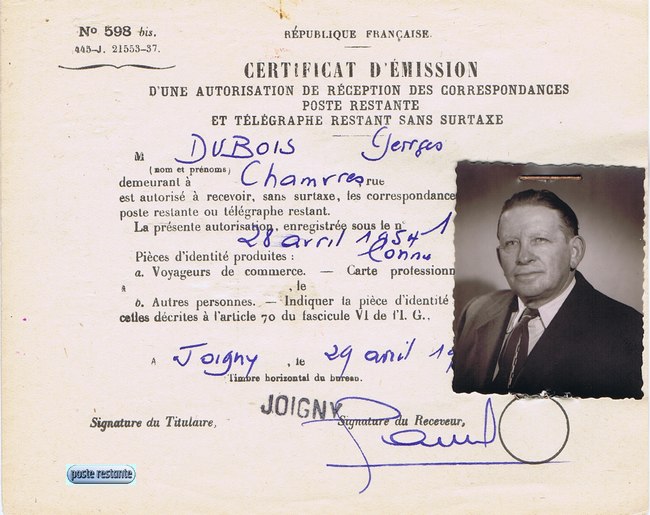 No 598 bis.
445-J. 21553-37.
RÉPUBLIQUE FRANÇAISE.
CERTIFICAT D'ÉMISSION
D'UNE AUTORISATION DE RÉCEPTION DES CORRESPONDANCES
POSTE RESTANTE
ET TÉLÉGRAPHE RESTANT SANS SURTAXE
M DUBOIS Georges
(nom et prénoms)
demeurant à Chamvres, rue
est autorisé à recevoir, sans surtaxe, les correspondance
poste restante ou télégraphe restant.
La présente autorisation, enregistrée sous le n° 1
28 avril 1954
Pièces d'identité produites : Connu
a. Voyageurs de commerce. — Carte professionn
à , le
b. Autres personnes. — Indiquer la pièce d'identité
celles décrites à l'article 70 du fascicule VI de l'I. G.,
A Joigny , le 29 avril 19
Timbre horizontal du bureau.
JOIGNY
Signature du Titulaire, Signature du Receveur,
poste restante